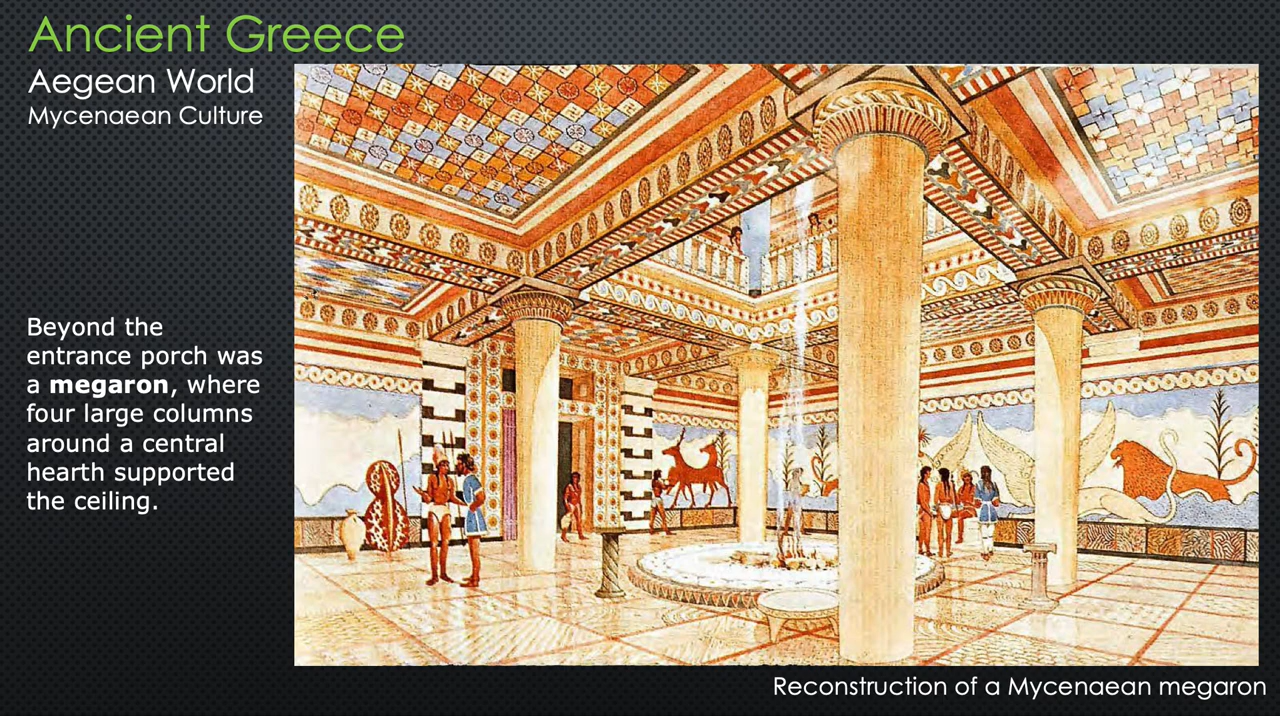 Ancient Greece
Aegean World
Mycenaean Culture
Beyond the
entrance porch was
a megaron, where
four large columns
around a central
hearth supported
the ceiling.
Reconstruction of a Mycenaean megaron